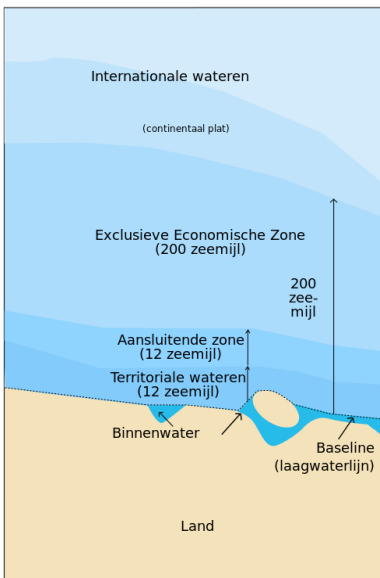 Internationale wateren
(continentaal plat)
Exclusieve Economische Zone
(200 zeemijl)
200
zee-
mijl
Aansluitende zone
(12 zeemijl)
Territoriale wateren
(12 zeemijl)
Binnenwater
Baseline
(laagwaterlijn)
Land